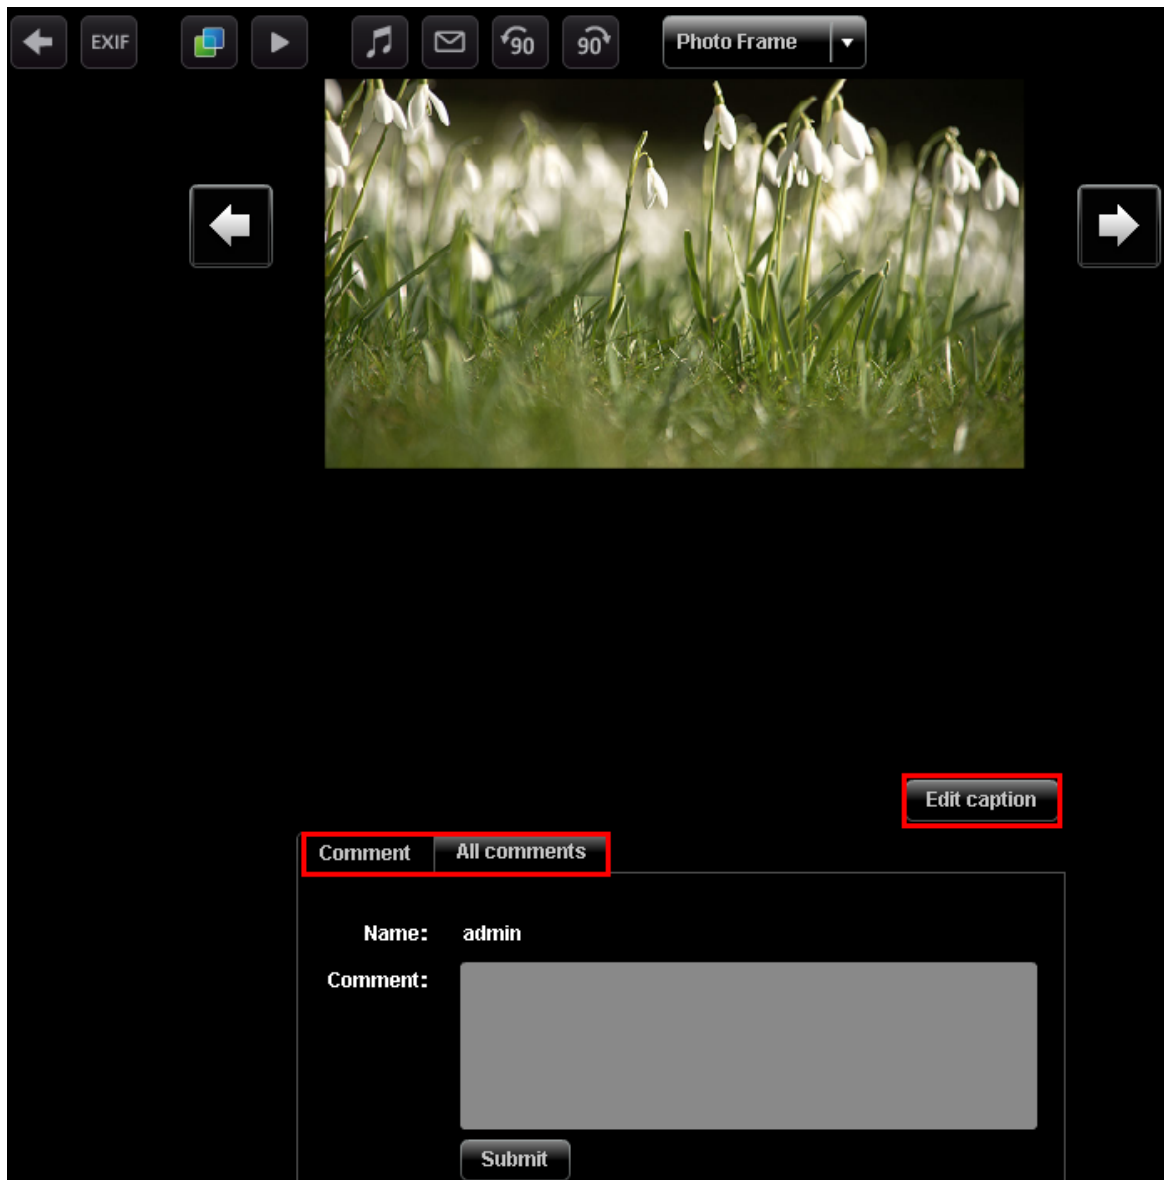 EXIF 90 90 Photo Frame
Edit caption
Comment All comments
Name: admin
Comment:
Submit